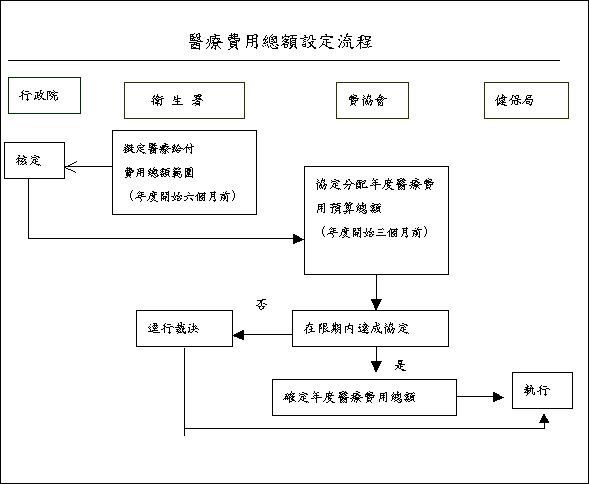 醫療費用總額設定流程
行政院
衛生署
費協會
健保局
核定
擬定醫療給付
費用總額範圍
(年度開始六個月前)
協定分配年度醫療費
用預算總額
(年度開始三個月前)
否
進行裁決
在限期內達成協定
是
確定年度醫療費用總額
執行